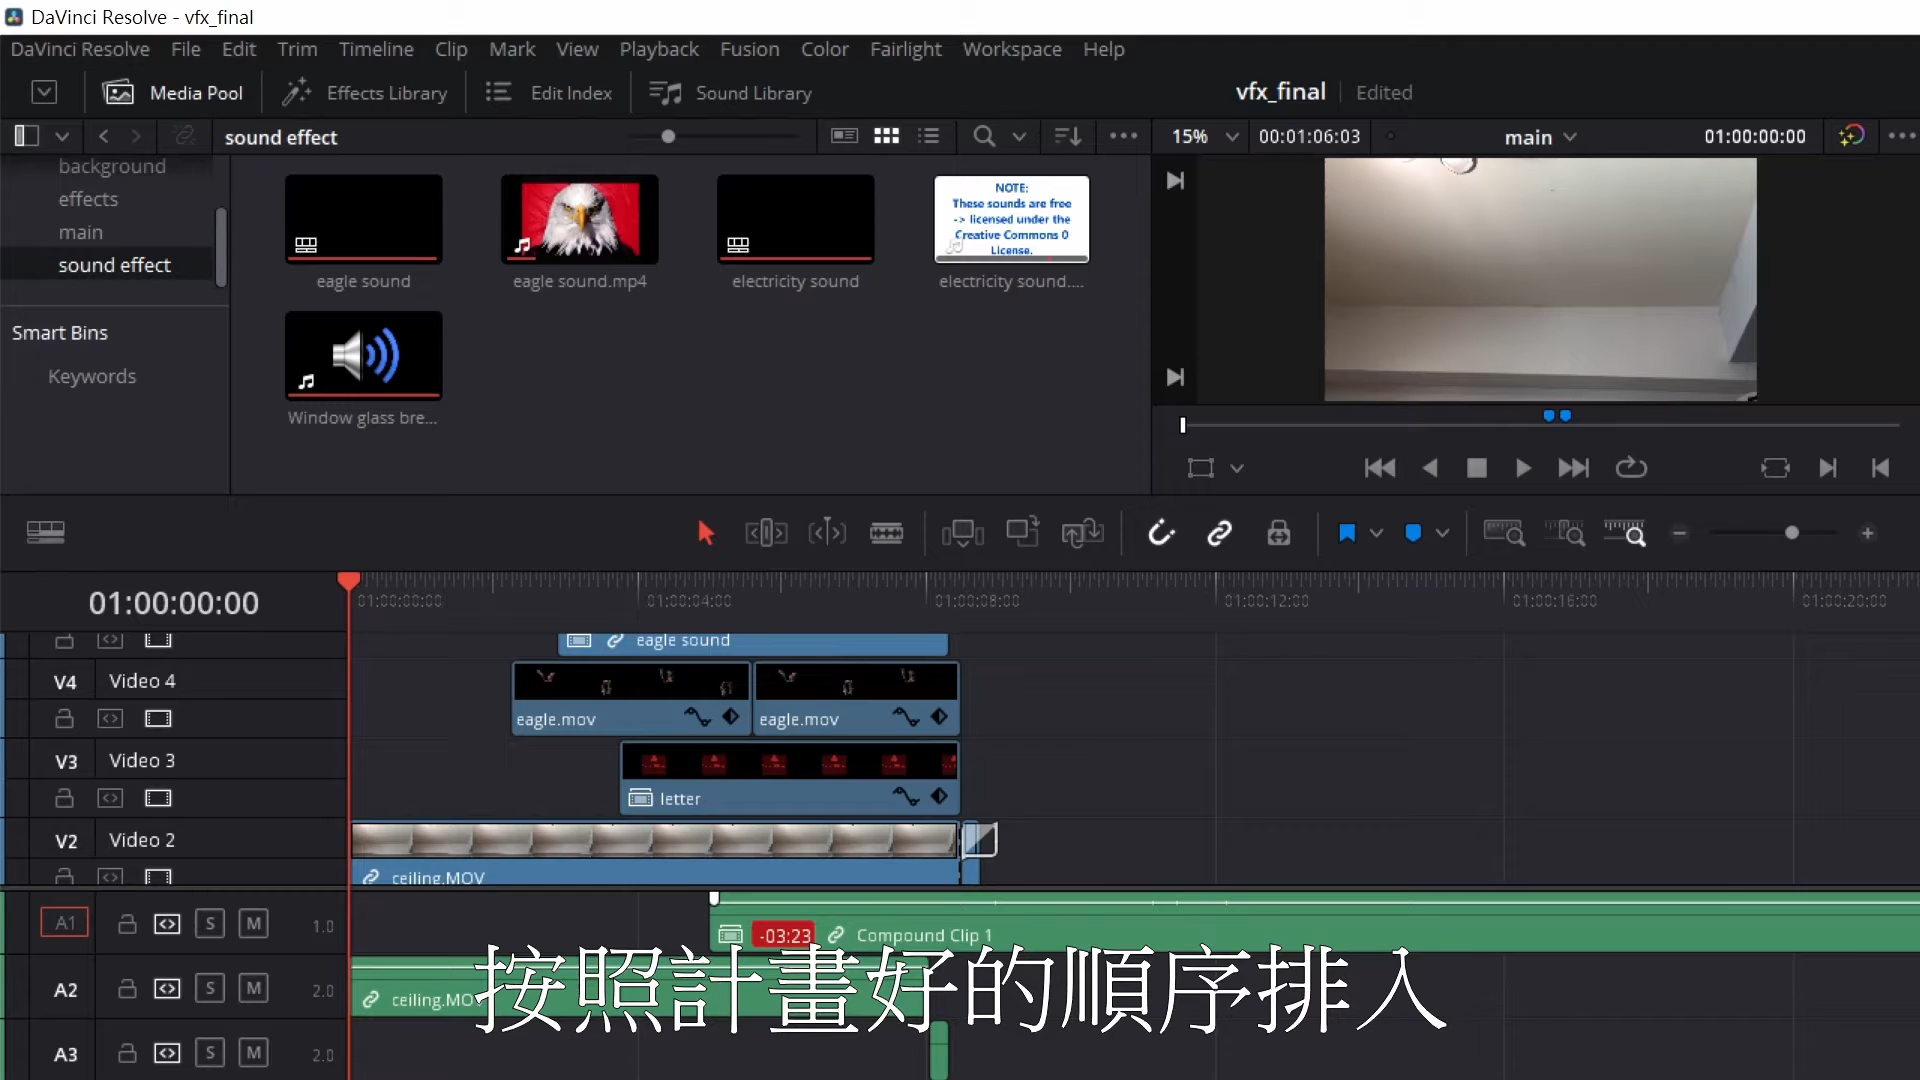 DaVinci Resolve - vfx_final
DaVinci Resolve File Edit Trim Timeline Clip Mark View Playback Fusion Color Fairlight Workspace Help
Media Pool Effects Library Edit Index Sound Library vfx_final Edited
sound effect 15% 00:01:06:03 main 01:00:00:00
background
effects
main
sound effect
Smart Bins
Keywords
NOTE:
These sounds are free
-> licensed under the
Creative Commons 0
License.
eagle sound eagle sound.mp4 electricity sound electricity sound....
Window glass bre...
01:00:00:00 01:00:00:00 01:00:04:00 01:00:08:00 01:00:12:00 01:00:16:00 01:00:20:00
eagle sound
V4 Video 4
eagle.mov eagle.mov
V3 Video 3
letter
V2 Video 2
ceiling.MOV
A1 S M 1.0
-03:23 Compound Clip 1
A2 S M 2.0
ceiling.MOV
A3 S M 2.0
按照計畫好的順序排入